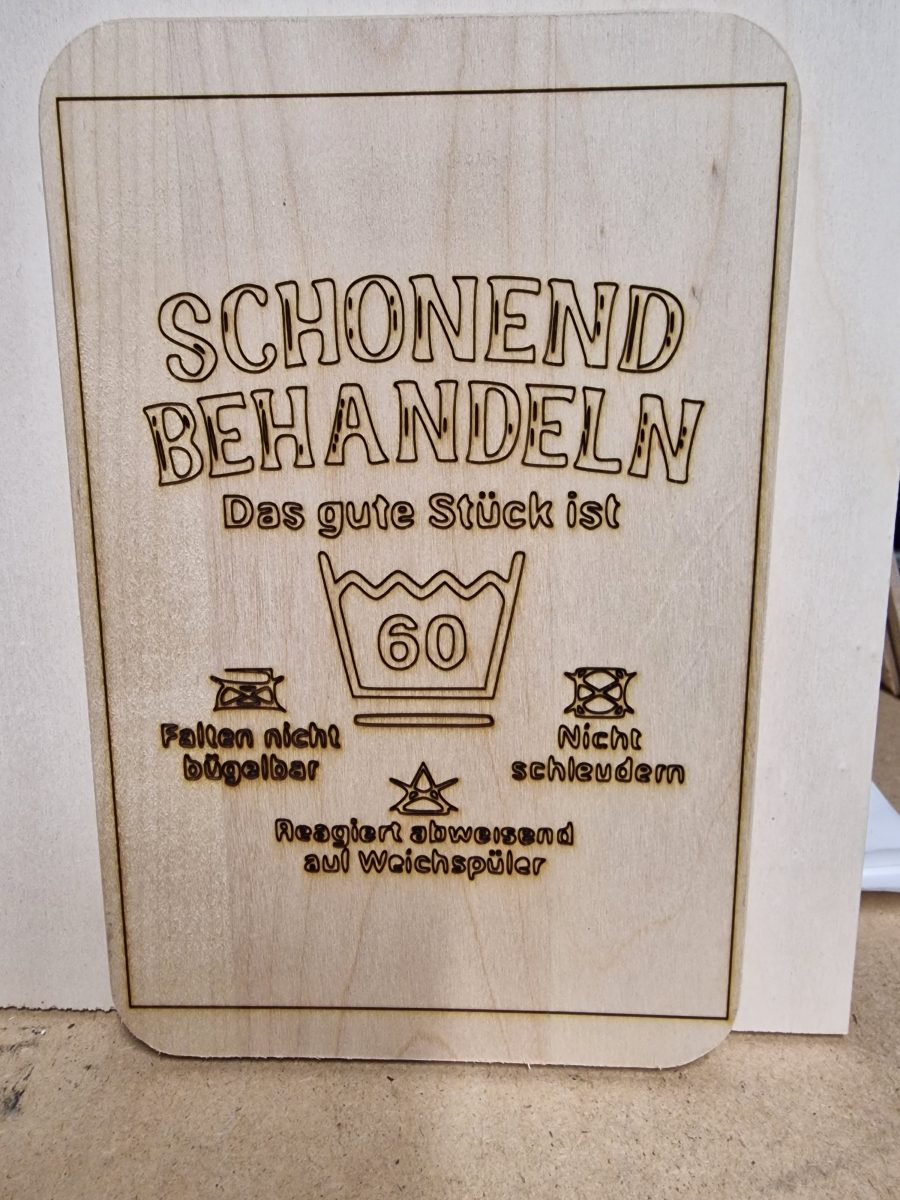 SCHONEND
BEHANDELN
Das gute Stück ist
60
Falten nicht
bügelbar
Nicht
schleudern
Reagiert abweisend
auf Weichspüler